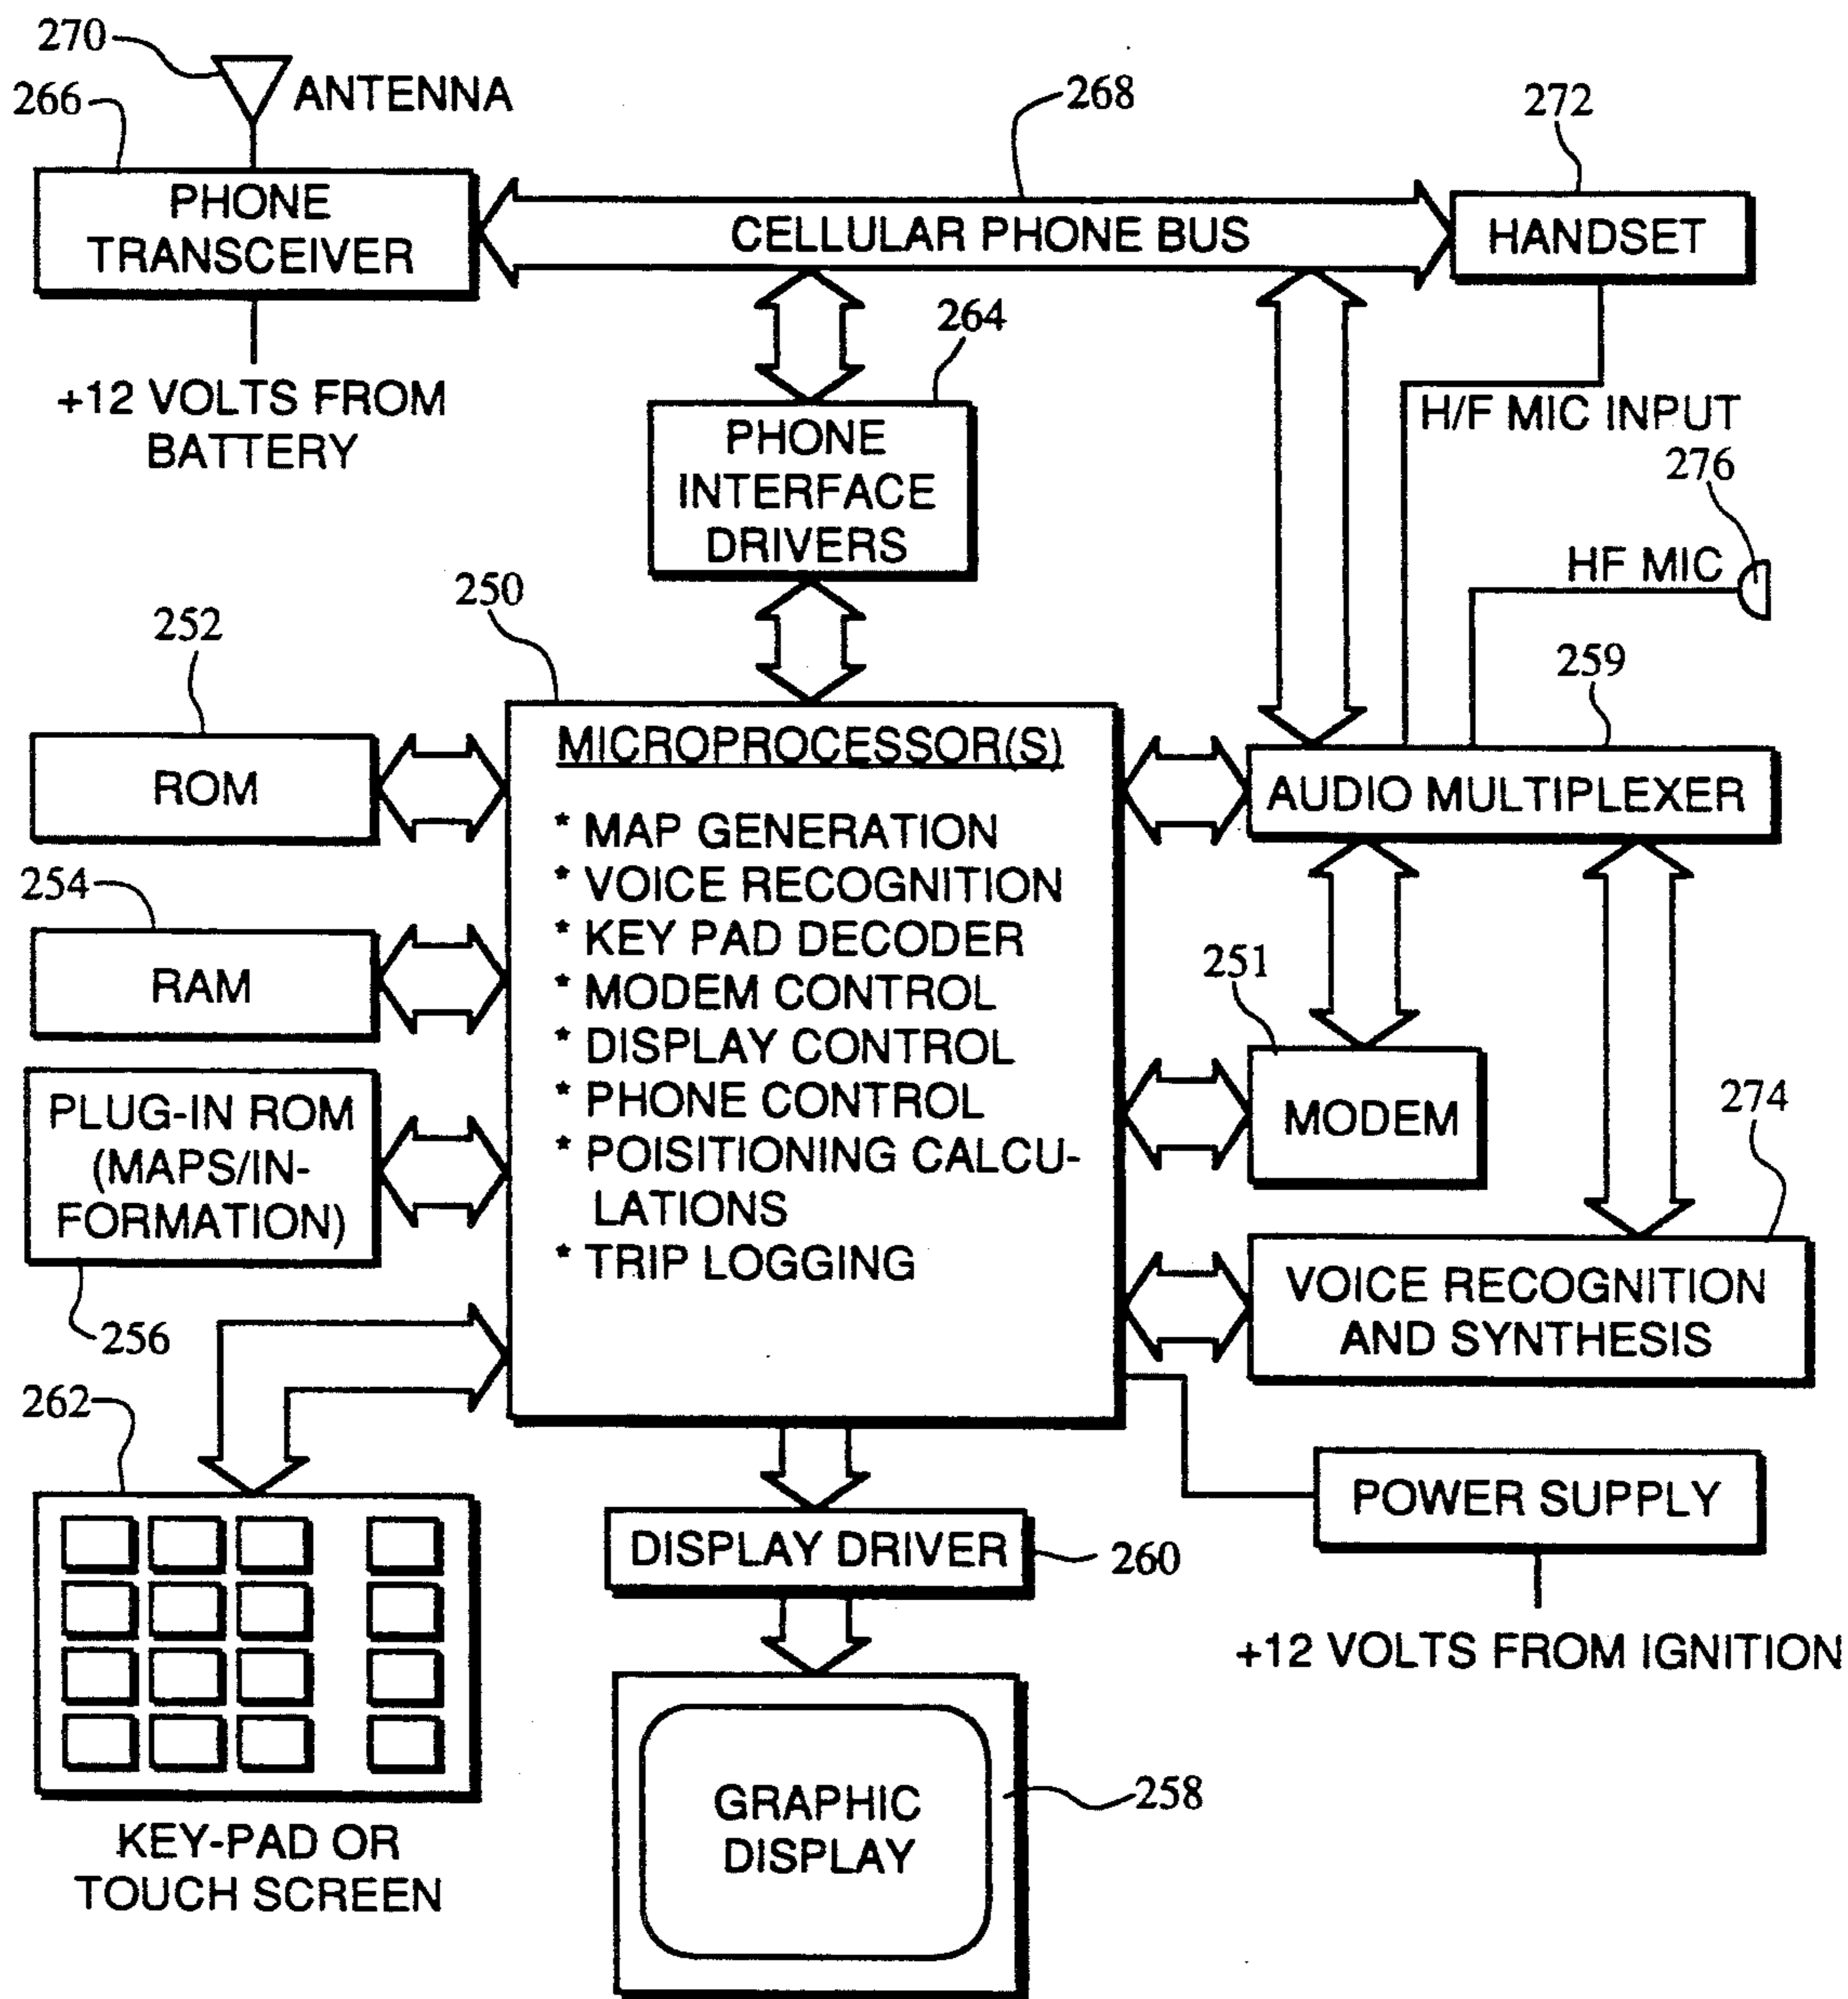 270
ANTENNA
266
268
272
PHONE
TRANSCEIVER
CELLULAR PHONE BUS
HANDSET
264
+12 VOLTS FROM
BATTERY
H/F MIC INPUT
PHONE
INTERFACE
DRIVERS
276
HF MIC
250
252
259
ROM
MICROPROCESSOR(S)
* MAP GENERATION
* VOICE RECOGNITION
* KEY PAD DECODER
* MODEM CONTROL
* DISPLAY CONTROL
* PHONE CONTROL
* POISITIONING CALCU-
LATIONS
* TRIP LOGGING
AUDIO MULTIPLEXER
254
RAM
251
MODEM
PLUG-IN ROM
(MAPS/IN-
FORMATION)
256
274
VOICE RECOGNITION
AND SYNTHESIS
262
POWER SUPPLY
DISPLAY DRIVER
260
+12 VOLTS FROM IGNITION
GRAPHIC
DISPLAY
258
KEY-PAD OR
TOUCH SCREEN